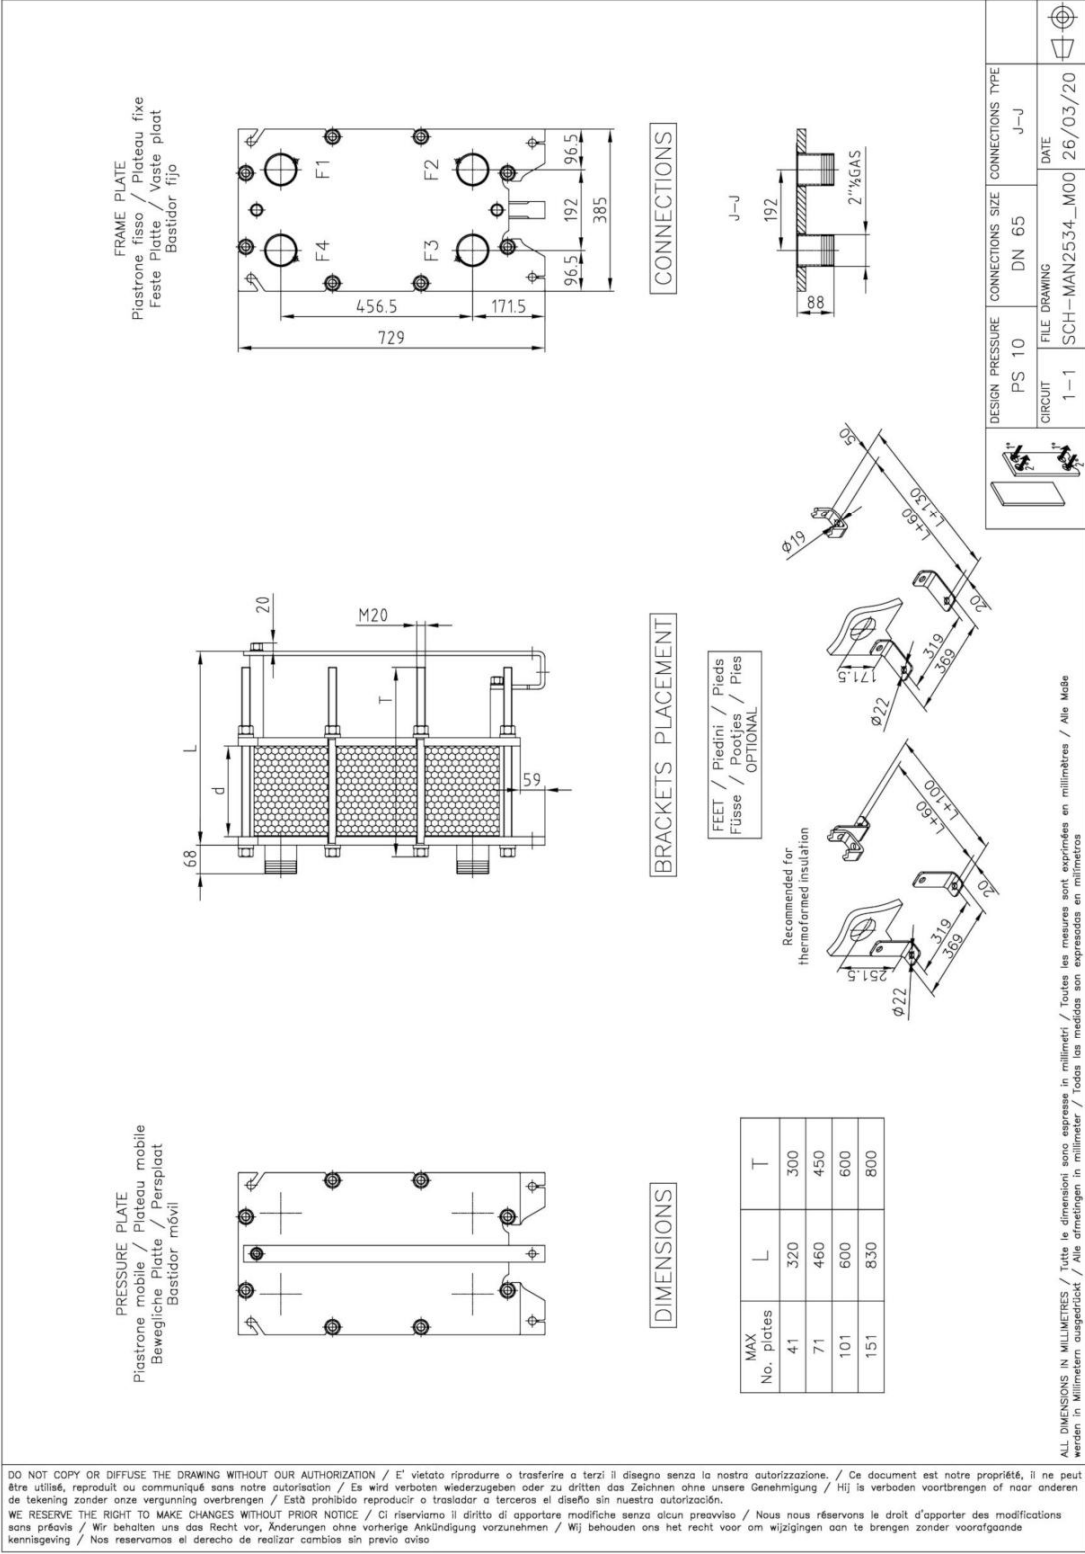 PRESSURE PLATE
Piastrone mobile / Plateau mobile
Bewegliche Platte / Persplaat
Bastidor móvil
FRAME PLATE
Piastrone fisso / Plateau fixe
Feste Platte / Vaste plaat
Bastidor fijo
68
L
20
d
M20
T
59
F4
F1
F3
F2
456.5
171.5
729
96.5
192
96.5
385
DIMENSIONS
BRACKETS PLACEMENT
CONNECTIONS
MAX
No. plates
L
T
41
320
300
71
460
450
101
600
600
151
830
800
FEET / Piedini / Pieds
Füsse / Pootjes / Pies
OPTIONAL
Recommended for
thermoformed insulation
251.5
Ø22
319
369
20
L+60
L+100
171.5
Ø22
319
369
20
L+60
L+130
50
Ø19
J-J
192
88
2"½GAS
1"
2"
1"
2"
DESIGN PRESSURE
PS 10
CONNECTIONS SIZE
DN 65
CONNECTIONS TYPE
J-J
CIRCUIT
1-1
FILE DRAWING
SCH-MAN2534_M00
DATE
26/03/20
ALL DIMENSIONS IN MILLIMETRES / Tutte le dimensioni sono espresse in millimetri / Toutes les mesures sont exprimées en millimètres / Alle Maße
werden in Millimetern ausgedrückt / Alle afmetingen in millimeter / Todas las medidas son expresadas en milímetros
DO NOT COPY OR DIFFUSE THE DRAWING WITHOUT OUR AUTHORIZATION / E' vietato riprodurre o trasferire a terzi il disegno senza la nostra autorizzazione. / Ce document est notre propriété, il ne peut
être utilisé, reproduit ou communiqué sans notre autorisation / Es wird verboten wiederzugeben oder zu dritten das Zeichnen ohne unsere Genehmigung / Hij is verboden voortbrengen of naar anderen
de tekening zonder onze vergunning overbrengen / Està prohibido reproducir o trasladar a terceros el diseño sin nuestra autorización.
WE RESERVE THE RIGHT TO MAKE CHANGES WITHOUT PRIOR NOTICE / Ci riserviamo il diritto di apportare modifiche senza alcun preavviso / Nous nous réservons le droit d'apporter des modifications
sans préavis / Wir behalten uns das Recht vor, Änderungen ohne vorherige Ankündigung vorzunehmen / Wij behouden ons het recht voor om wijzigingen aan te brengen zonder voorafgaande
kennisgeving / Nos reservamos el derecho de realizar cambios sin previo aviso